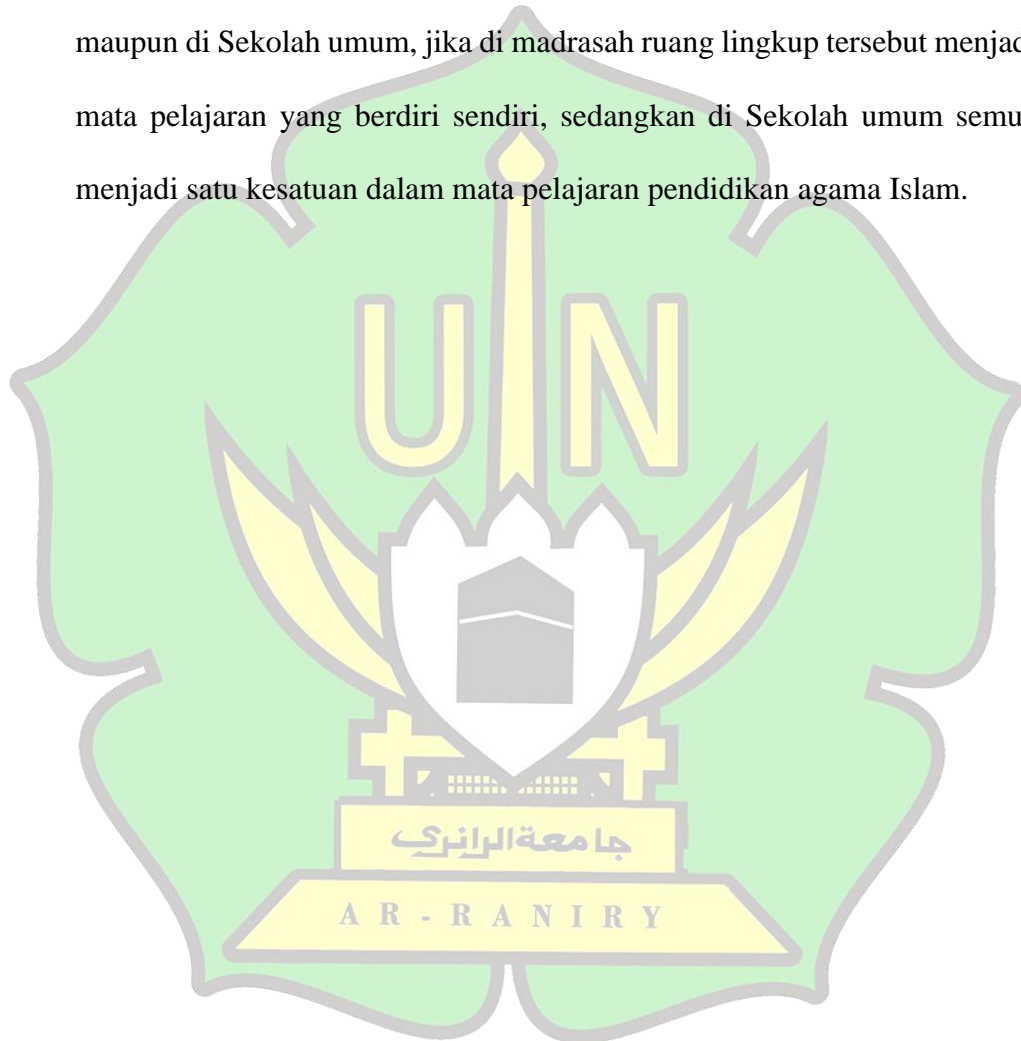 maupun di Sekolah umum, jika di madrasah ruang lingkup tersebut menjad
mata pelajaran yang berdiri sendiri, sedangkan di Sekolah umum semu
menjadi satu kesatuan dalam mata pelajaran pendidikan agama Islam.
UIN
جامعة الرانري
AR-RANIRY